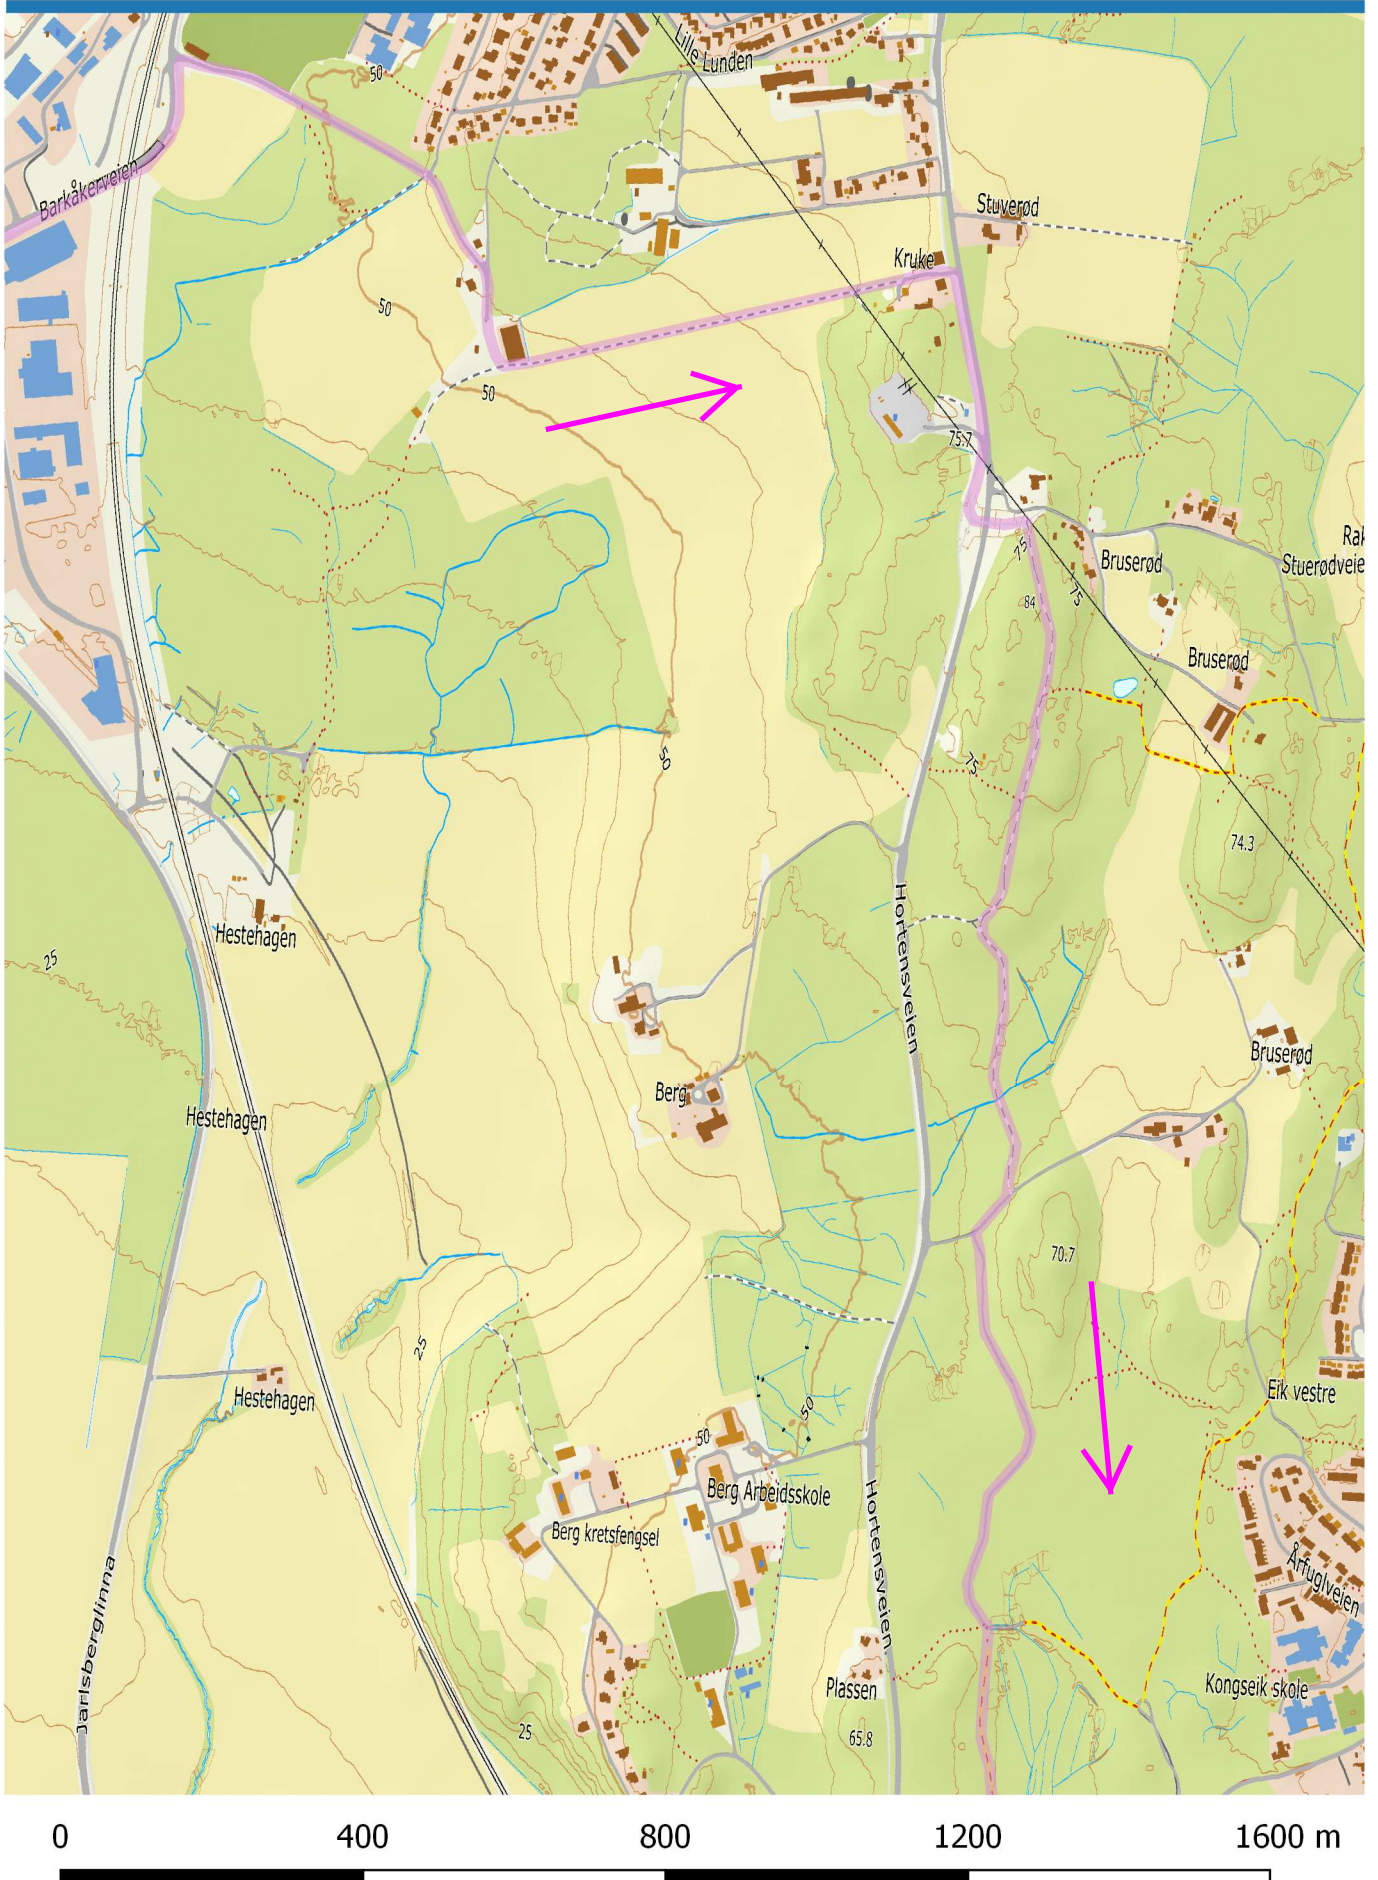 Lille Lunden
50
Barkåkerveien
Stuverød
Kruke
50
50
75.7
75
Bruserød
Rak
Stuerødveie
84
75
Bruserød
50
75
74.3
Hortensveien
Hestehagen
25
Bruserød
Berg
Hestehagen
70.7
25
Eik vestre
Hestehagen
50
50
Berg Arbeidsskole
Berg kretsfengsel
Hortensveien
Årfuglveien
Jarlsberglinna
Plassen
Kongseik skole
25
65.8
0 400 800 1200 1600 m